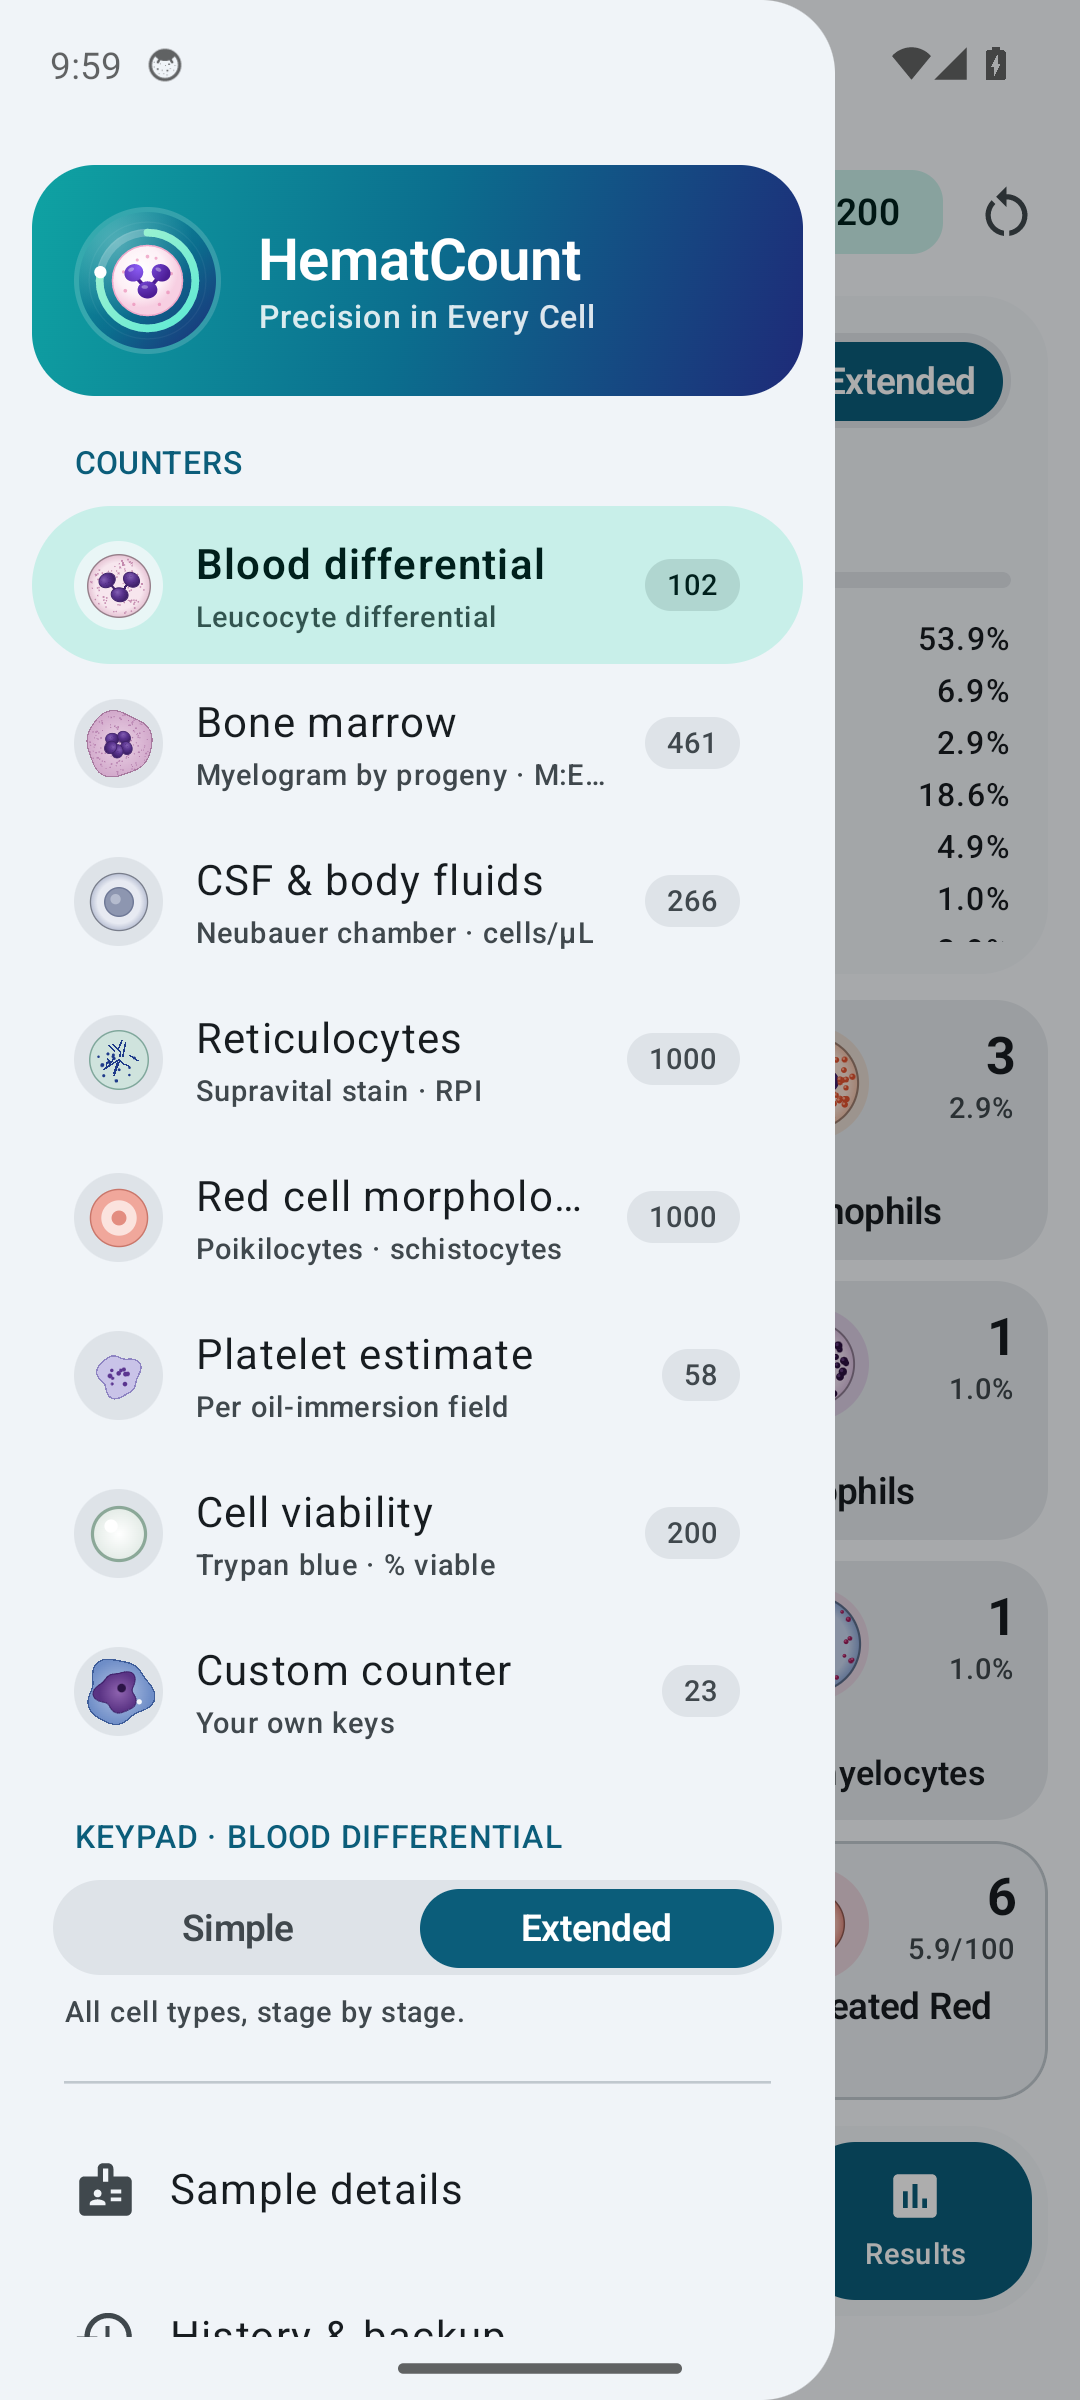 9:59
200
HematCount
Precision in Every Cell
Extended
COUNTERS
Blood differential
Leucocyte differential
102
53.9%
6.9%
2.9%
18.6%
4.9%
1.0%
Bone marrow
Myelogram by progeny · M:E...
461
CSF & body fluids
Neubauer chamber · cells/µL
266
Reticulocytes
Supravital stain · RPI
1000
3
2.9%
nophils
Red cell morpholo...
Poikilocytes · schistocytes
1000
Platelet estimate
Per oil-immersion field
58
1
1.0%
ophils
Cell viability
Trypan blue · % viable
200
Custom counter
Your own keys
23
1
1.0%
yelocytes
KEYPAD · BLOOD DIFFERENTIAL
Simple
Extended
All cell types, stage by stage.
6
5.9/100
eated Red
Sample details
Results
History & backup